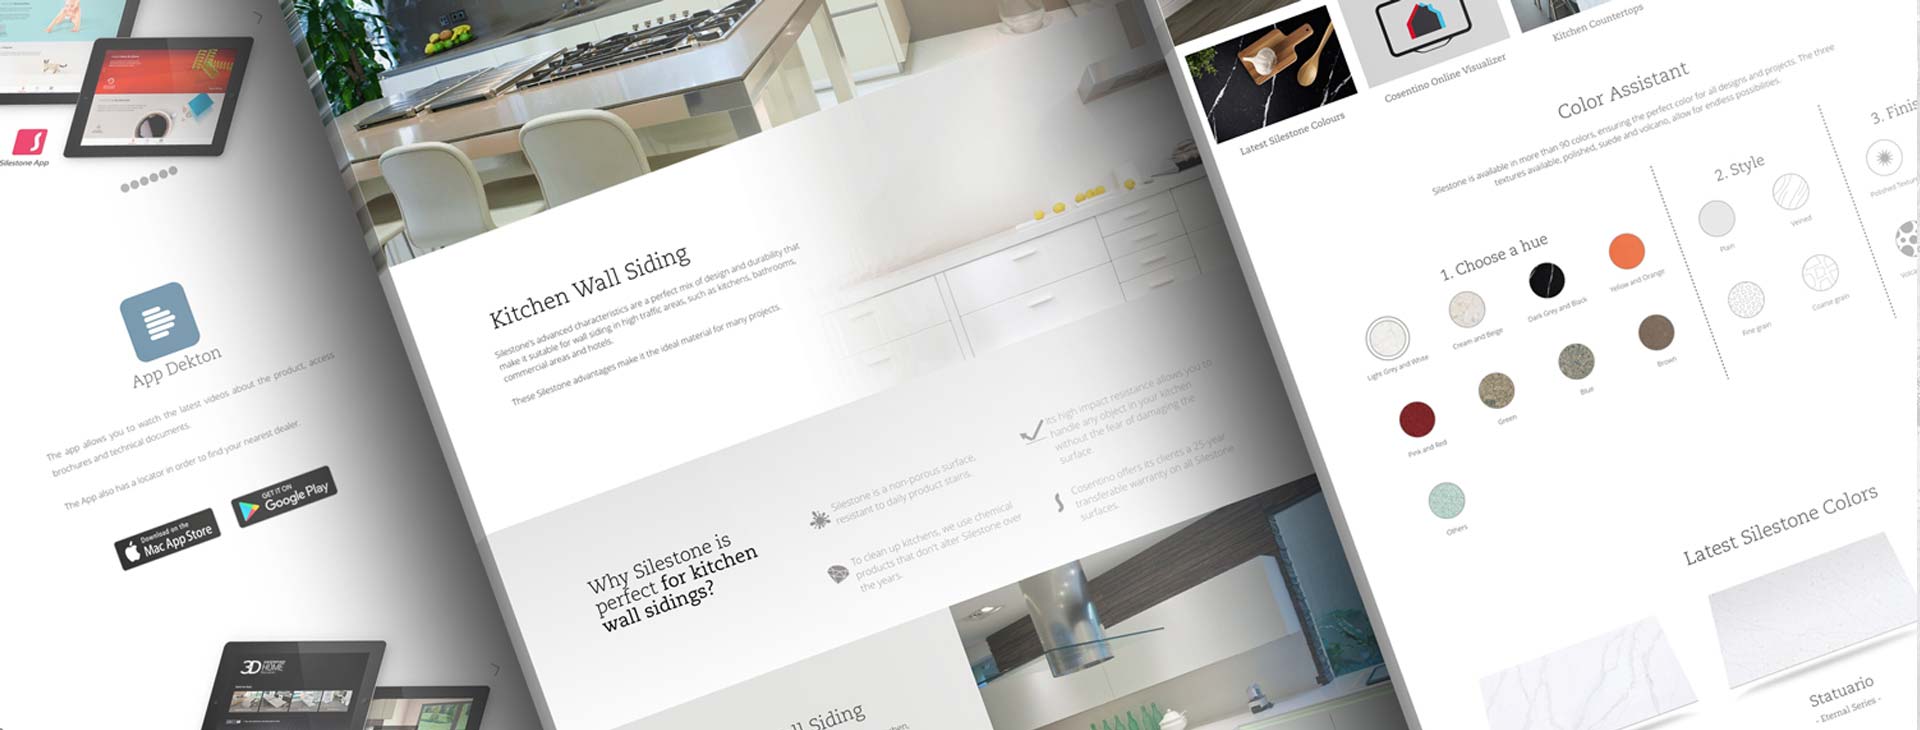 Silestone App
App Dekton
The app allows you to watch the latest videos about the product, access
brochures and technical documents.
The App also has a locator in order to find your nearest dealer.
Download on the
Mac App Store
GET IT ON
Google Play
3D
HOME
Kitchen Wall Siding
Silestone's advanced characteristics are a perfect mix of design and durability that
make it suitable for wall siding in high traffic areas, such as kitchens, bathrooms,
commercial areas and hotels.
These Silestone advantages make it the ideal material for many projects.
Why Silestone is
perfect for kitchen
wall sidings?
Silestone is a non-porous surface,
resistant to daily product stains.
To clean up kitchens, we use chemical
products that don't alter Silestone over
the years.
Its high impact resistance allows you to
handle any object in your kitchen
without the fear of damaging the
surface.
Cosentino offers its clients a 25-year
transferable warranty on all Silestone
surfaces.
ll Siding
Latest Silestone Colours
Cosentino Online Visualizer
Kitchen Countertops
Color Assistant
Silestone is available in more than 90 colors, ensuring the perfect color for all designs and projects. The three
textures available, polished, suede and volcano, allow for endless possibilities.
1. Choose a hue
Light Grey and White
Cream and Beige
Dark Grey and Black
Yellow and Orange
Pink and Red
Green
Blue
Brown
Others
2. Style
Plain
Veined
Fine grain
Coarse grain
3. Finis
Polished Textur
Volca
Latest Silestone Colors
Statuario
- Eternal Series -